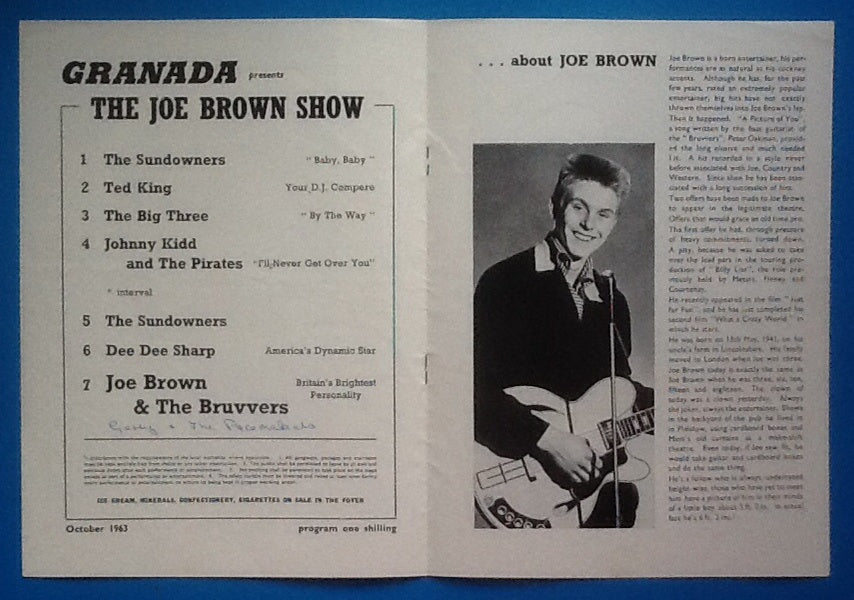 GRANADA presents
THE JOE BROWN SHOW
1 The Sundowners "Baby, Baby"
2 Ted King Your D.J. Compere
3 The Big Three "By The Way"
4 Johnny Kidd
and The Pirates "I'll Never Get Over You"
* interval
5 The Sundowners
6 Dee Dee Sharp America's Dynamic Star
7 Joe Brown Britain's Brightest
Personality
& The Bruvvers
Gerry + The Pacemakers
ICE CREAM, MINERALS, CONFECTIONERY, CIGARETTES ON SALE IN THE FOYER
October 1963 program one shilling
. . . about JOE BROWN
Joe Brown is a born entertainer, his per-
formances are as natural as his cockney
accents. Although he has, for the past
few years, rated an extremely popular
entertainer, big hits have not exactly
thrown themselves into Joe Brown's lap.
Then it happened. "A Picture of You",
a song written by the bass guitarist of
the "Bruvvers", Peter Oakman, provid-
ed the long elusive and much needed
hit. A hit recorded in a style never
before associated with Joe, Country and
Western. Since then he has been asso-
ciated with a long succession of hits.
Two offers have been made to Joe Brown
to appear in the legitimate theatre.
Offers that would grace an old time pro.
The first offer he had, through pressure
of heavy commitments, turned down.
A pity, because he was asked to take
over the lead part in the touring pro-
duction of "Billy Liar", the role pre-
viously held by Messrs. Finney and
Courtenay.
He recently appeared in the film "Just
for Fun", and he has just completed his
second film "What a Crazy World" in
which he stars.
He was born on 13th May, 1941, on his
uncle's farm in Lincolnshire. His family
moved to London when Joe was three.
Joe Brown today is exactly the same as
Joe Brown when he was three, six, ten,
fifteen and eighteen. The clown of
today was a clown yesterday. Always
the joker, always the entertainer. Shows
in the backyard of the pub he lived in
in Plaistow, using cardboard boxes and
Mum's old curtains as a make-shift
theatre. Even today, if Joe saw fit, he
would take guitar and cardboard boxes
and do the same thing.
He's a fellow who is always underrated
height-wise, those who have yet to meet
him have a picture of him in their minds
of a little boy about 5 ft. 2 in. In actual
fact he's 6 ft.